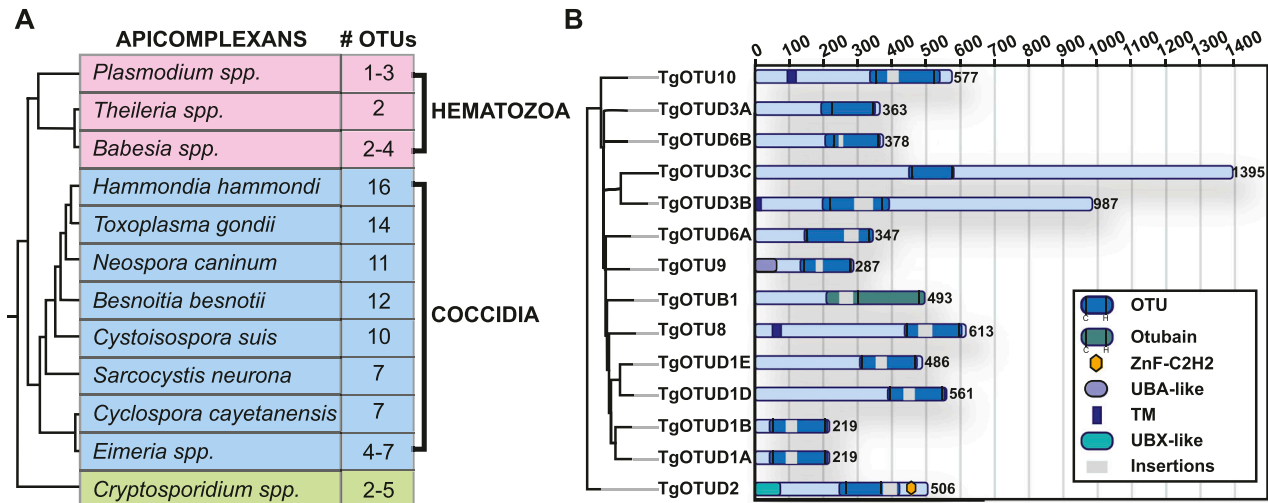 A
APICOMPLEXANS # OTUs
Plasmodium spp. 1-3
Theileria spp. 2
Babesia spp. 2-4
Hammondia hammondi 16
Toxoplasma gondii 14
Neospora caninum 11
Besnoitia besnotii 12
Cystoisospora suis 10
Sarcocystis neurona 7
Cyclospora cayetanensis 7
Eimeria spp. 4-7
Cryptosporidium spp. 2-5
HEMATOZOA
COCCIDIA
B
0 100 200 300 400 500 600 700 800 900 1000 1100 1200 1300 1400
TgOTU10 577
TgOTUD3A 363
TgOTUD6B 378
TgOTUD3C 1395
TgOTUD3B 987
TgOTUD6A 347
TgOTU9 287
TgOTUB1 493
TgOTU8 613
TgOTUD1E 486
TgOTUD1D 561
TgOTUD1B 219
TgOTUD1A 219
TgOTUD2 506
OTU
C H
Otubain
C H
ZnF-C2H2
UBA-like
TM
UBX-like
Insertions